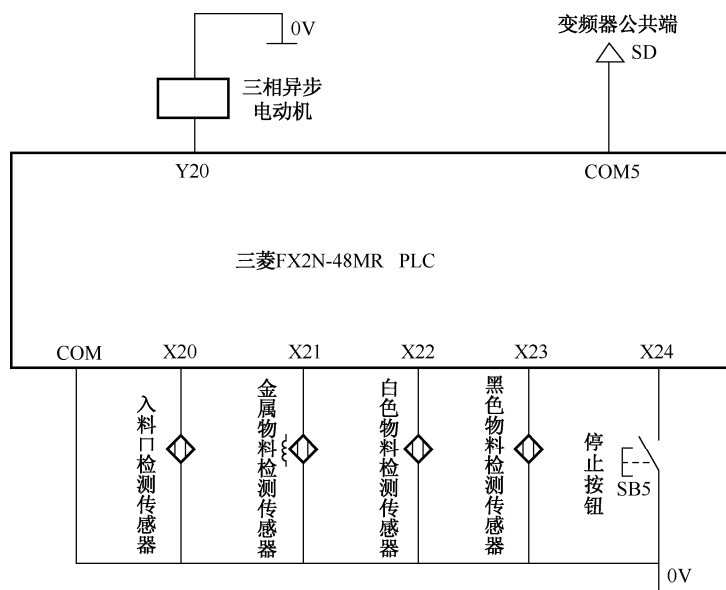 变频器公共端
0V
SD
三相异步
电动机
Y20
COM5
三菱FX2N-48MR PLC
COM
X20
X21
X22
X23
X24
入料口检测传感器
金属物料检测传感器
白色物料检测传感器
黑色物料检测传感器
停止按钮
SB5
0V